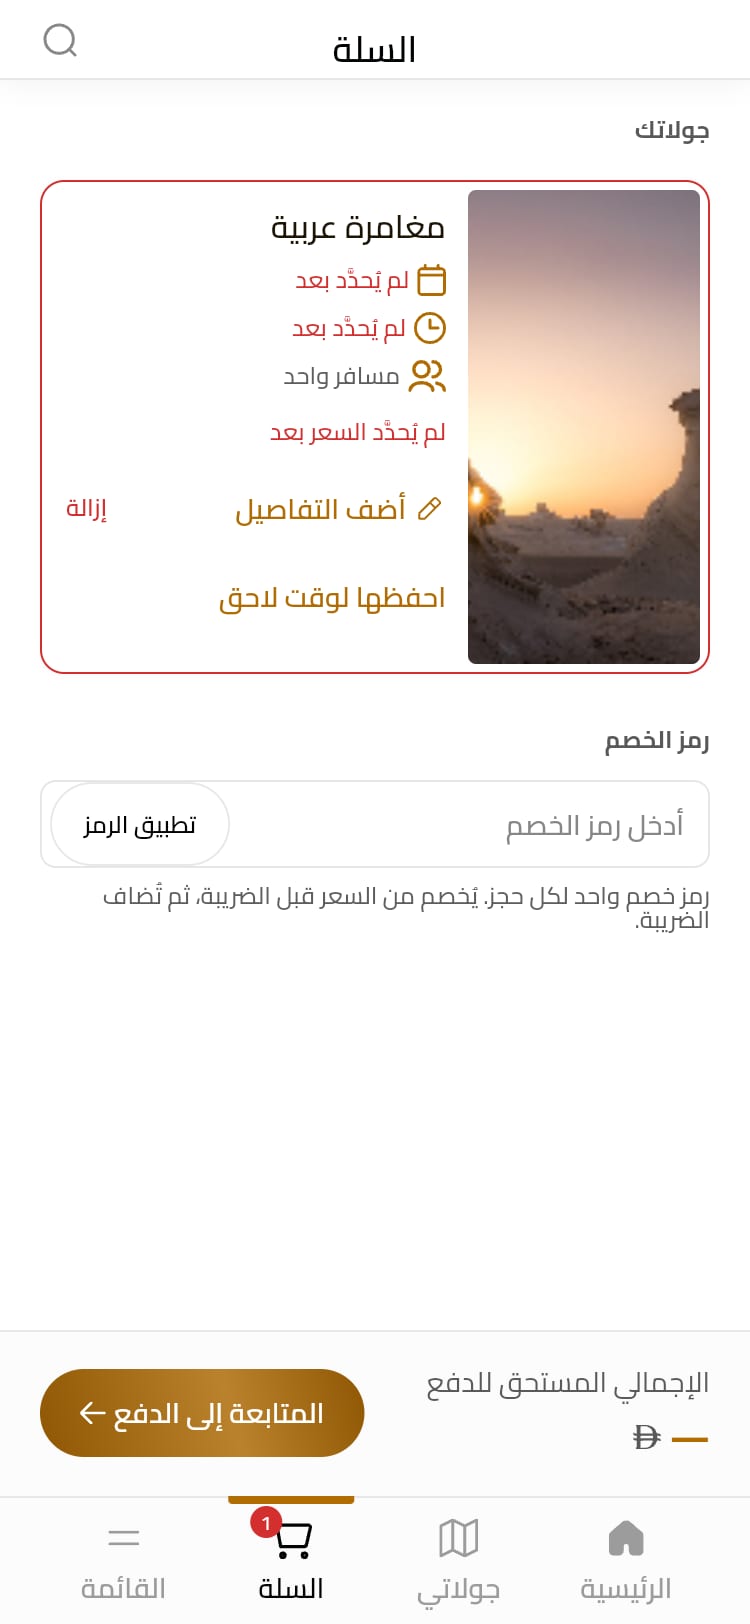 السلة
جولاتك
مغامرة عربية
لم يُحدَّد بعد
لم يُحدَّد بعد
مسافر واحد
لم يُحدَّد السعر بعد
أضف التفاصيل
إزالة
احفظها لوقت لاحق
رمز الخصم
أدخل رمز الخصم
تطبيق الرمز
رمز خصم واحد لكل حجز. يُخصم من السعر قبل الضريبة، ثم تُضاف
الضريبة.
الإجمالي المستحق للدفع
—
المتابعة إلى الدفع
1
الرئيسية
جولاتي
السلة
القائمة